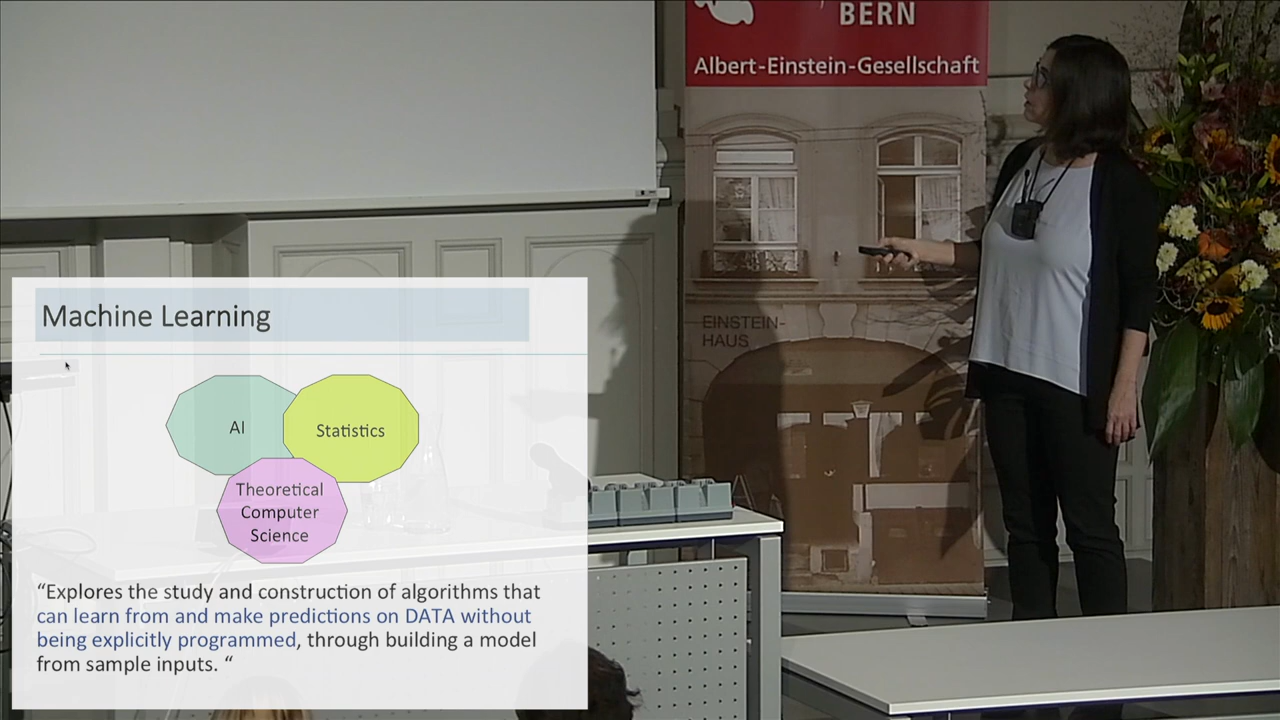 BERN
Albert-Einstein-Gesellschaft
EINSTEIN-
HAUS
Machine Learning
AI
Statistics
Theoretical
Computer
Science
“Explores the study and construction of algorithms that
can learn from and make predictions on DATA without
being explicitly programmed, through building a model
from sample inputs. “